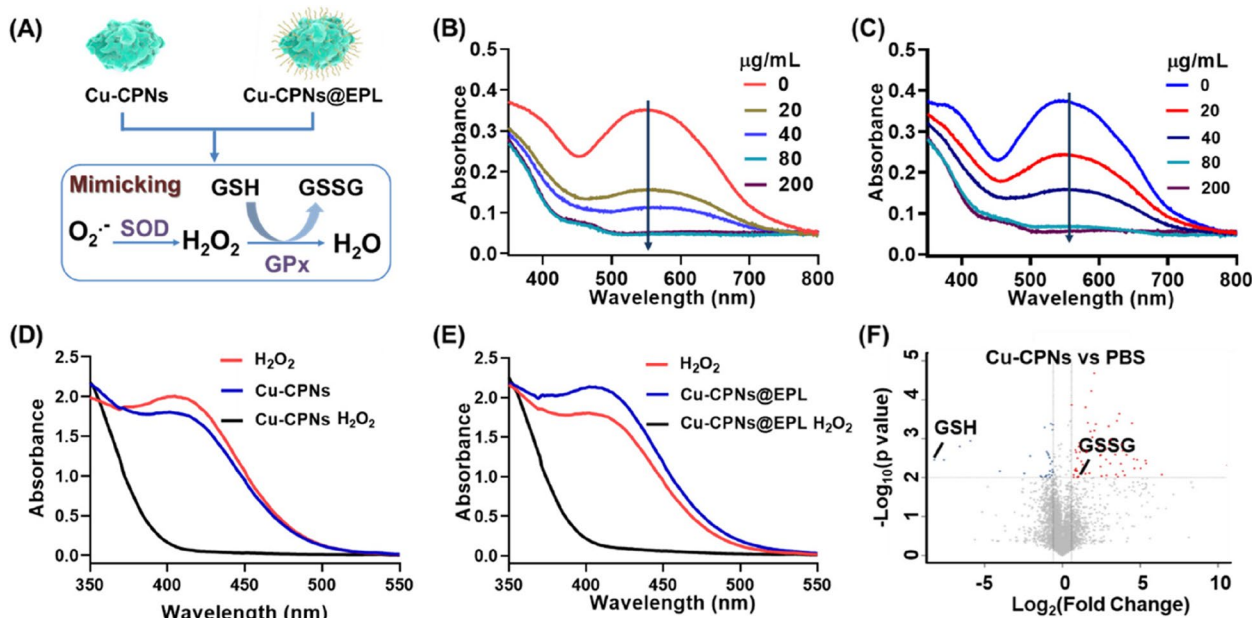 (A)
Cu-CPNs
Cu-CPNs@EPL
Mimicking
GSH
GSSG
O₂·⁻
SOD
H₂O₂
H₂O
GPx
(B)
Absorbance
0.5
0.4
0.3
0.2
0.1
0.0
μg/mL
0
20
40
80
200
400
500
600
700
800
Wavelength (nm)
(C)
Absorbance
0.5
0.4
0.3
0.2
0.1
0.0
μg/mL
0
20
40
80
200
400
500
600
700
800
Wavelength (nm)
(D)
Absorbance
2.5
2.0
1.5
1.0
0.5
0.0
H₂O₂
Cu-CPNs
Cu-CPNs H₂O₂
350
400
450
500
550
Wavelength (nm)
(E)
Absorbance
2.5
2.0
1.5
1.0
0.5
0.0
H₂O₂
Cu-CPNs@EPL
Cu-CPNs@EPL H₂O₂
350
400
450
500
550
Wavelength (nm)
(F)
Cu-CPNs vs PBS
-Log₁₀(p value)
5
4
3
2
1
0
GSH
GSSG
-5
0
5
10
Log₂(Fold Change)